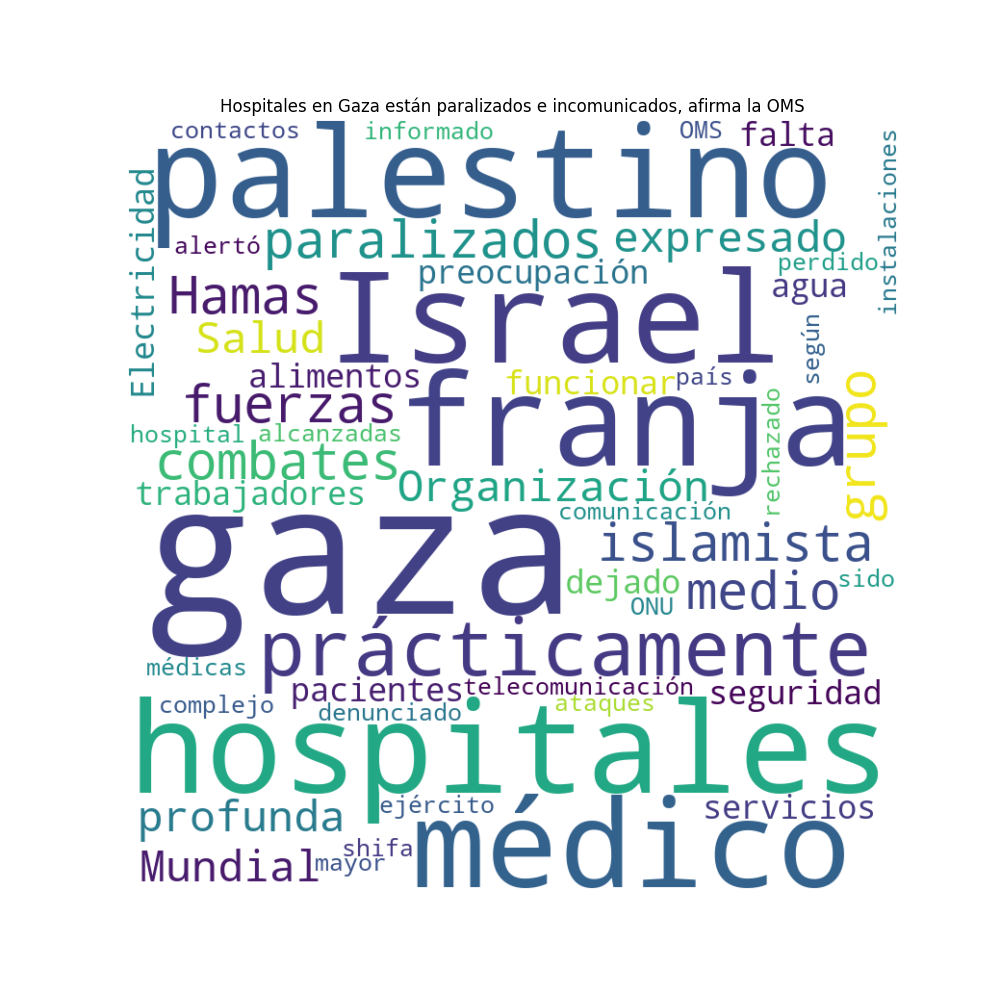 Hospitales en Gaza están paralizados e incomunicados, afirma la OMS
contactos informado OMS falta
palestino
Electricidad
instalaciones
alertó paralizados expresado
preocupación perdido
Hamas Israel agua
Salud según
alimentos funcionar país
fuerzas franja grupo
rechazado
hospital alcanzadas
combates
trabajadores Organización
comunicación
gaza islamista
dejado medio sido
ONU
prácticamente
médicas
pacientes telecomunicación seguridad
complejo denunciado ataques
hospitales
profunda ejército servicios
médico
shifa
Mundial mayor